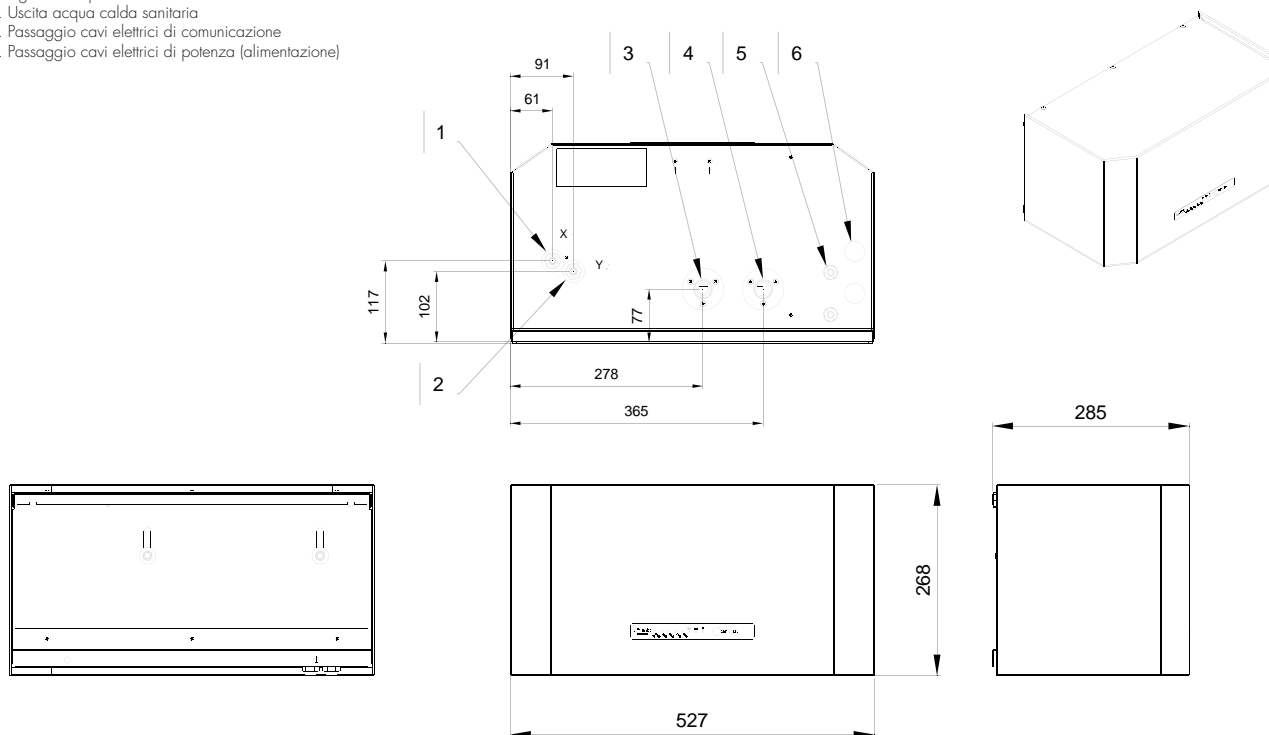 . Uscita acqua calda sanitaria
. Passaggio cavi elettrici di comunicazione
. Passaggio cavi elettrici di potenza (alimentazione)
3 4 5 6
91
61
1
X
Y
117
102
77
2
278
365
285
268
527